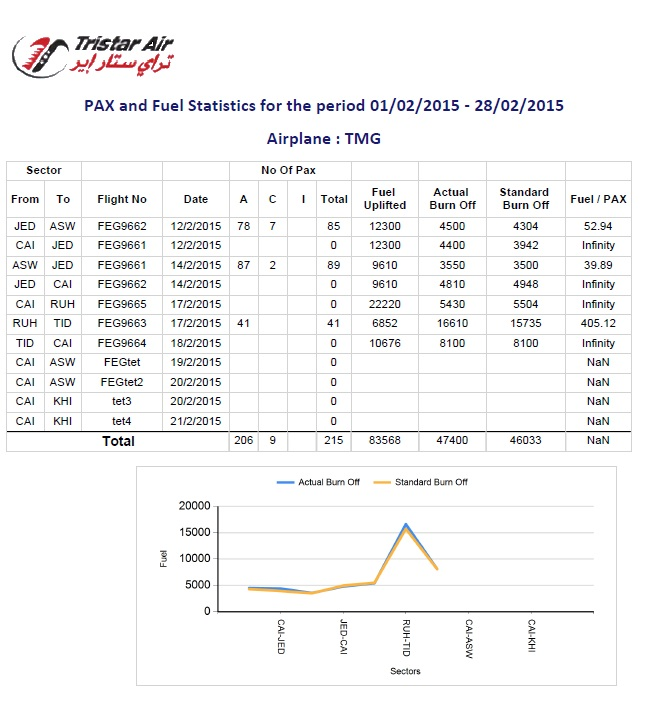 Tristar Air
تراي ستار إير
PAX and Fuel Statistics for the period 01/02/2015 - 28/02/2015
Airplane : TMG
Sector No Of Pax
From To Flight No Date A C I Total Fuel Uplifted Actual Burn Off Standard Burn Off Fuel / PAX
JED ASW FEG9662 12/2/2015 78 7 85 12300 4500 4304 52.94
CAI JED FEG9661 12/2/2015 0 12300 4400 3942 Infinity
ASW JED FEG9661 14/2/2015 87 2 89 9610 3550 3500 39.89
JED CAI FEG9662 14/2/2015 0 9610 4810 4948 Infinity
CAI RUH FEG9665 17/2/2015 0 22220 5430 5504 Infinity
RUH TID FEG9663 17/2/2015 41 41 6852 16610 15735 405.12
TID CAI FEG9664 18/2/2015 0 10676 8100 8100 Infinity
CAI ASW FEGtet 19/2/2015 0 NaN
CAI ASW FEGtet2 20/2/2015 0 NaN
CAI KHI tet3 20/2/2015 0 NaN
CAI KHI tet4 21/2/2015 0 NaN
Total 206 9 215 83568 47400 46033 NaN
Actual Burn Off Standard Burn Off
20000
15000
10000
5000
0
Fuel
CAI-JED
JED-CAI
RUH-TID
CAI-ASW
CAI-KHI
Sectors